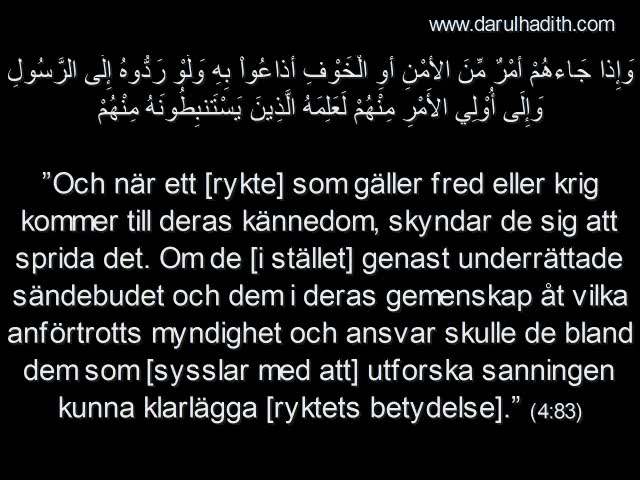 www.darulhadith.com
وَإِذَا جَاءهُمْ أَمْرٌ مِّنَ الأَمْنِ أَوِ الْخَوْفِ أَذَاعُواْ بِهِ وَلَوْ رَدُّوهُ إِلَى الرَّسُولِ
وَإِلَى أُوْلِي الأَمْرِ مِنْهُمْ لَعَلِمَهُ الَّذِينَ يَسْتَنبِطُونَهُ مِنْهُمْ
”Och när ett [rykte] som gäller fred eller krig
kommer till deras kännedom, skyndar de sig att
sprida det. Om de [i stället] genast underrättade
sändebudet och dem i deras gemenskap åt vilka
anförtrotts myndighet och ansvar skulle de bland
dem som [sysslar med att] utforska sanningen
kunna klarlägga [ryktets betydelse].” (4:83)